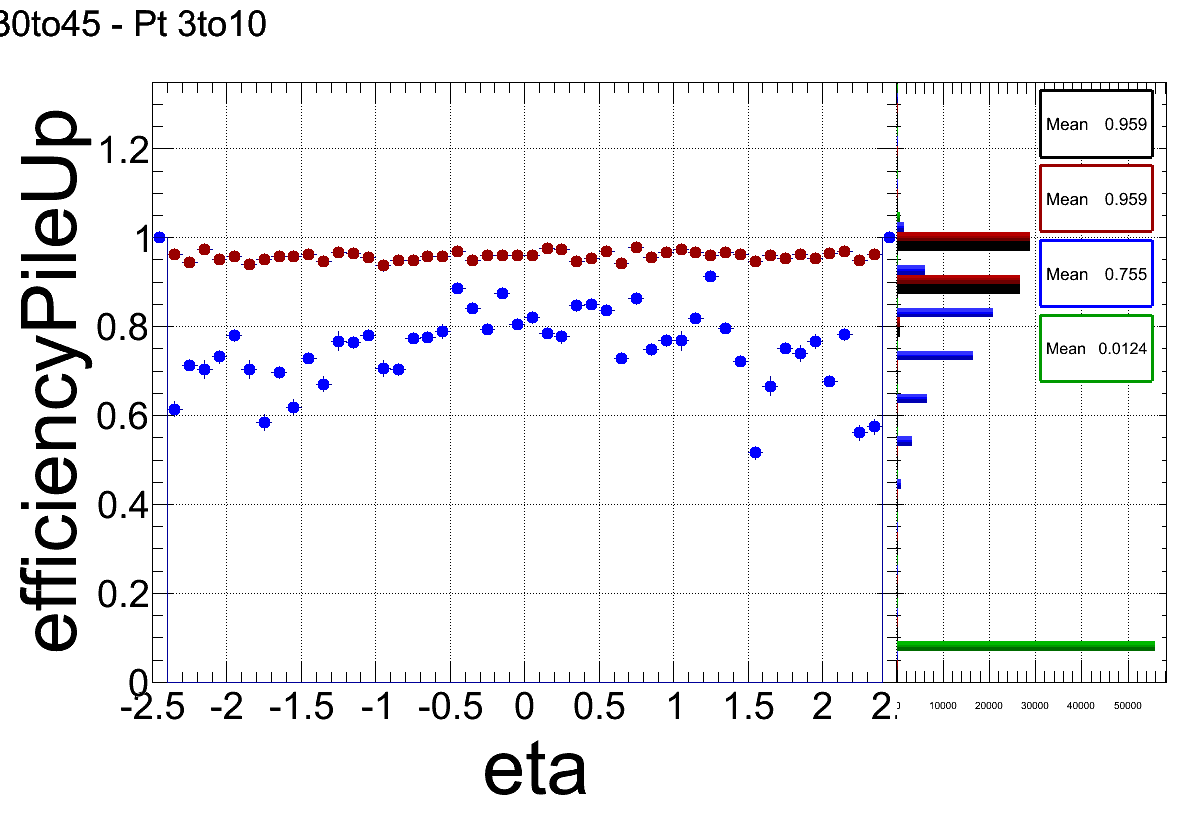 30to45 - Pt 3to10
efficiencyPileUp
1.2
1
0.8
0.6
0.4
0.2
0
-2.5 -2 -1.5 -1 -0.5 0 0.5 1 1.5 2 2.
eta
Mean 0.959
Mean 0.959
Mean 0.755
Mean 0.0124
10000 20000 30000 40000 50000